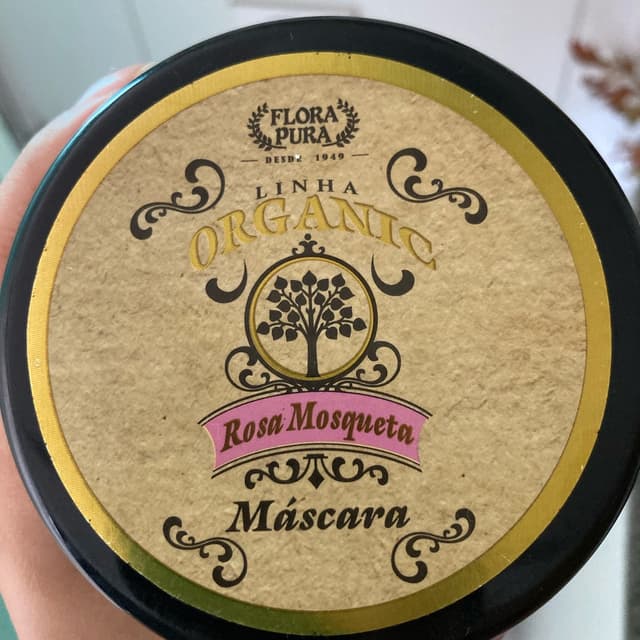 FLORA
PURA
DESDE 1949
LINHA
ORGANIC
Rosa Mosqueta
Máscara